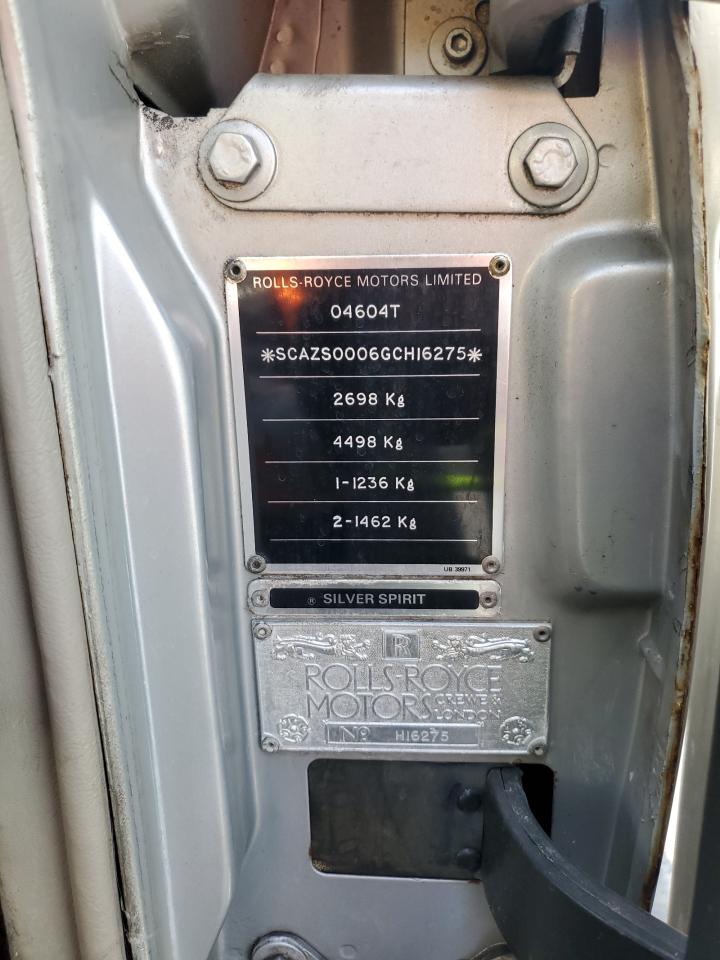 ROLLS-ROYCE MOTORS LIMITED
04604T
*SCAZS0006GCH16275*
2698 Kg
4498 Kg
1-1236 Kg
2-1462 Kg
UB 39971
® SILVER SPIRIT
RR
ROLLS-ROYCE
MOTORS CREWE &
LONDON
No H16275